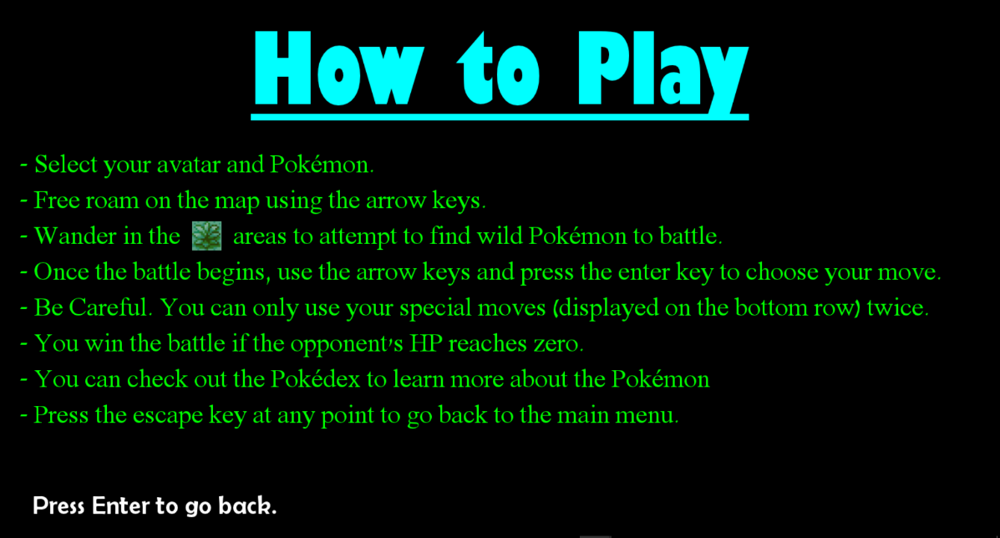 How to Play
- Select your avatar and Pokémon.
- Free roam on the map using the arrow keys.
- Wander in the areas to attempt to find wild Pokémon to battle.
- Once the battle begins, use the arrow keys and press the enter key to choose your move.
- Be Careful. You can only use your special moves (displayed on the bottom row) twice.
- You win the battle if the opponent's HP reaches zero.
- You can check out the Pokédex to learn more about the Pokémon
- Press the escape key at any point to go back to the main menu.
Press Enter to go back.